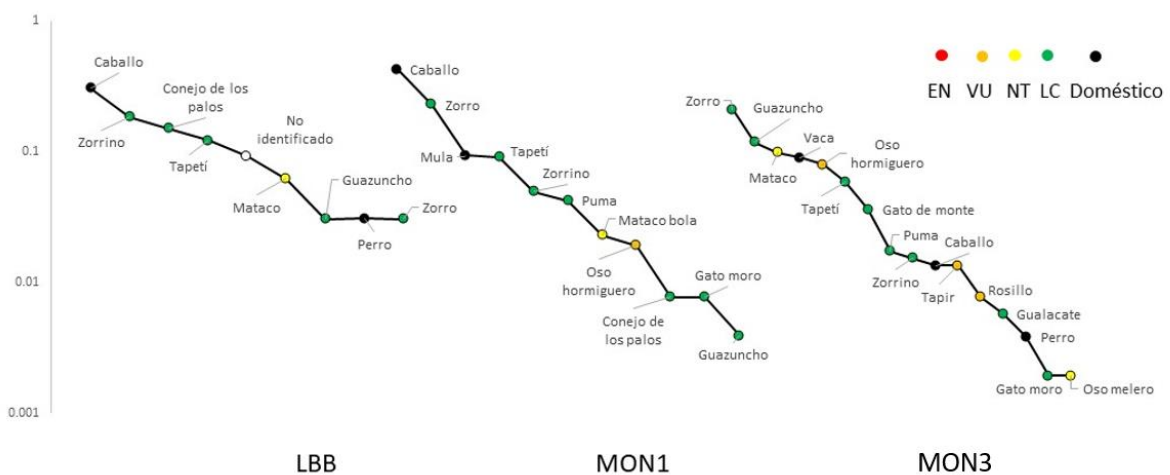 1
0.1
0.01
0.001
Caballo
Zorrino
Conejo de los
palos
Tapetí
No
identificado
Mataco
Guazuncho
Perro
Zorro
LBB
Caballo
Zorro
Mula
Tapetí
Zorrino
Puma
Mataco bola
Oso
hormiguero
Conejo de
los palos
Gato moro
Guazuncho
MON1
Zorro
Guazuncho
Mataco
Vaca
Oso
hormiguero
Tapetí
Gato de monte
Puma
Zorrino
Caballo
Tapir
Rosillo
Gualacate
Perro
Gato moro
Oso melero
MON3
EN VU NT LC Doméstico